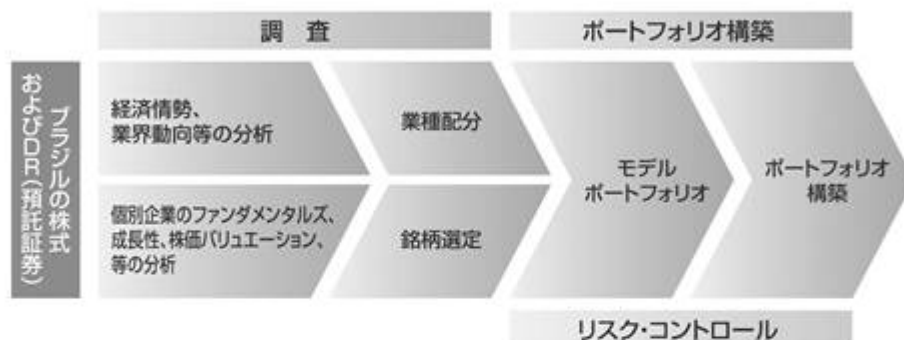 調 査
ポートフォリオ構築
ブラジルの株式
およびDR(預託証券)
経済情勢、
業界動向等の分析
業種配分
個別企業のファンダメンタルズ、
成長性、株価バリュエーション、
等の分析
銘柄選定
モデル
ポートフォリオ
ポートフォリオ
構築
リスク・コントロール